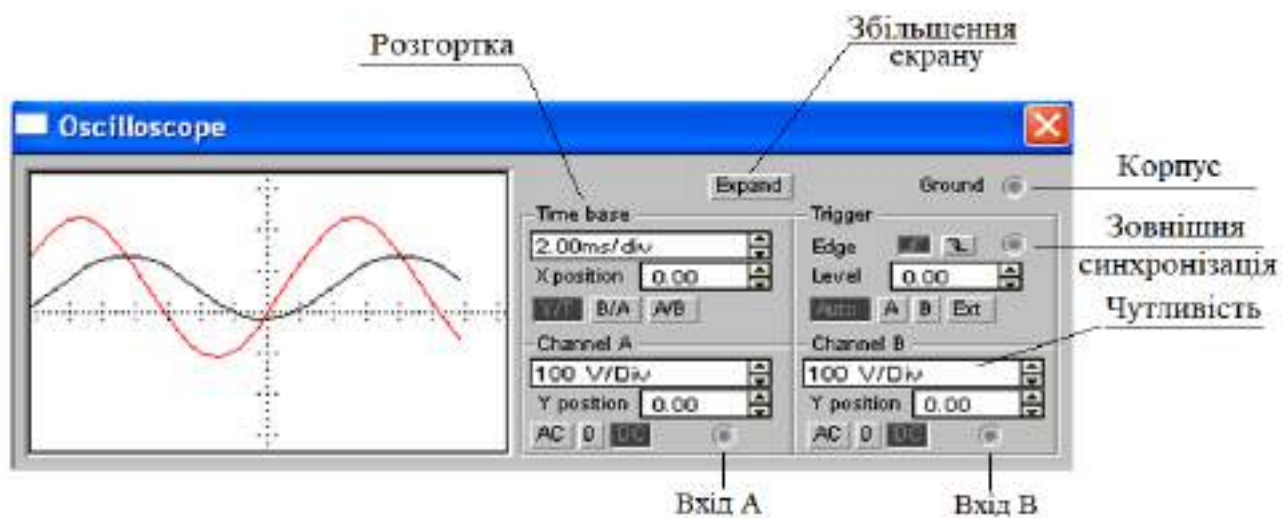 Розгортка
Збільшення
екрану
Oscilloscope
Expand
Ground
Корпус
Time base
Trigger
2.00ms/div
Edge
Зовнішня
синхронізація
X position 0.00
Level 0.00
Y/T B/A A/B
Auto A B Ext
Чутливість
Channel A
Channel B
100 V/Div
100 V/Div
Y position 0.00
Y position 0.00
AC 0 DC
AC 0 DC
Вхід А
Вхід В